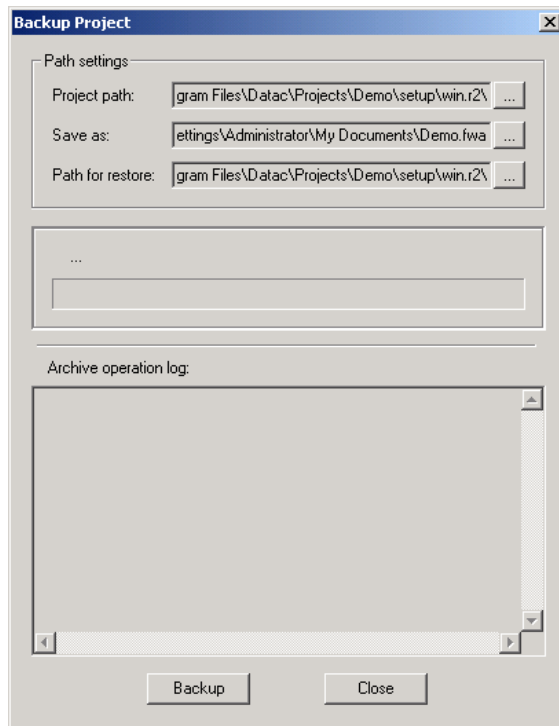 Backup Project
Path settings
Project path: gram Files\Datac\Projects\Demo\setup\win.r2\ ...
Save as: ettings\Administrator\My Documents\Demo.fwa ...
Path for restore: gram Files\Datac\Projects\Demo\setup\win.r2\ ...
...
Archive operation log:
Backup Close